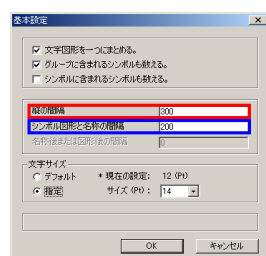 基本設定
文字図形を一つにまとめる。
グループに含まれるシンボルも数える。
シンボルに含まれるシンボルも数える。
縦の間隔 300
シンボル図形と名称の間隔 200
名称後または図形後の間隔 0
文字サイズ
デフォルト *現在の設定: 12 (Pt)
指定 サイズ (Pt): 14
OK キャンセル